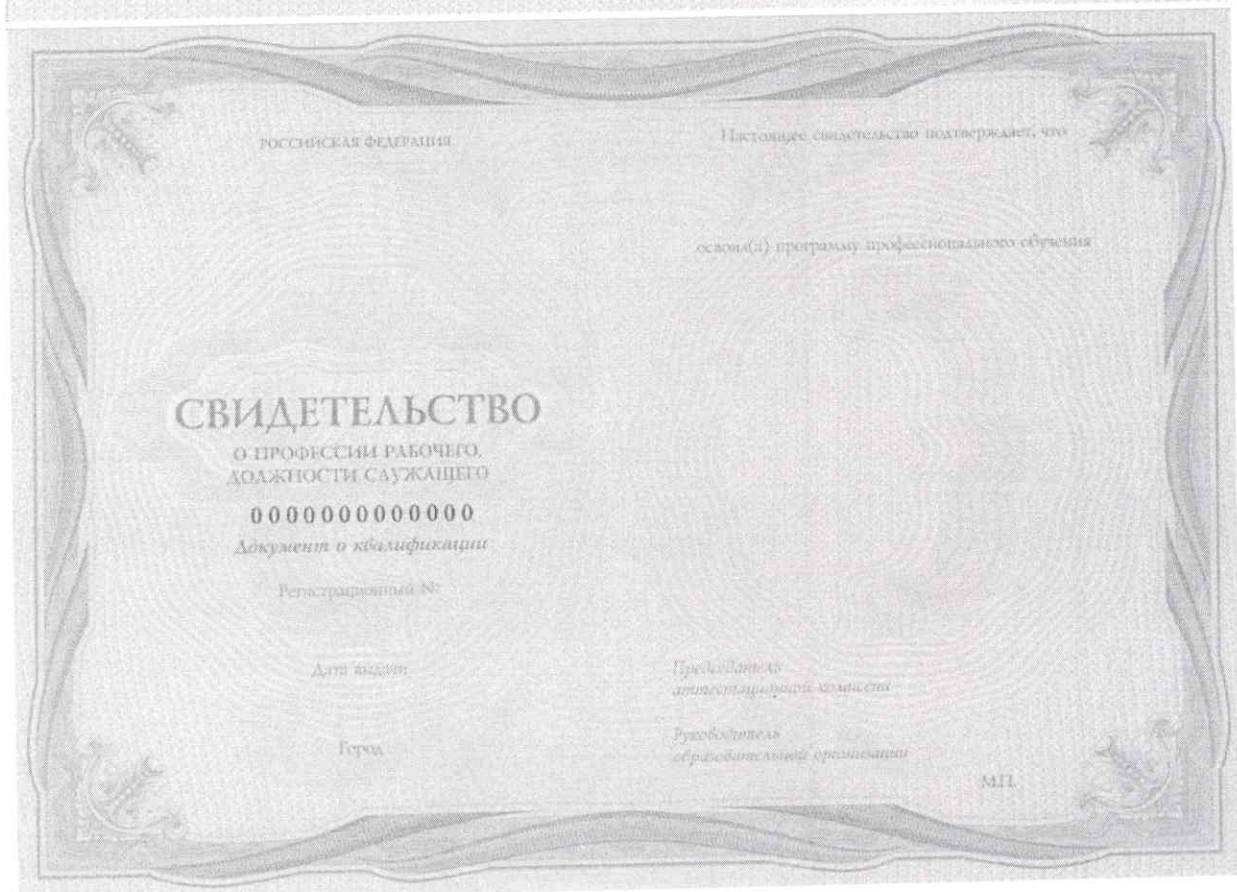 РОССИЙСКАЯ ФЕДЕРАЦИЯ
СВИДЕТЕЛЬСТВО
О ПРОФЕССИИ РАБОЧЕГО,
ДОЛЖНОСТИ СЛУЖАЩЕГО
0000000000000
Документ о квалификации
Регистрационный №
Дата выдачи
Город
Настоящее свидетельство подтверждает, что
освоил(а) программу профессионального обучения
Председатель
аттестационной комиссии
Руководитель
образовательной организации
М.П.